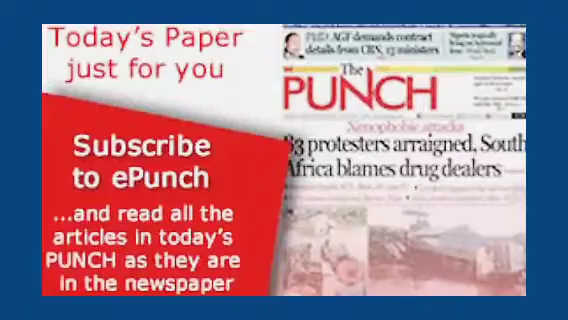 Today's Paper
just for you
Subscribe
to ePunch
...and read all the
articles in today's
PUNCH as they are
in the newspaper
AGF demands contract
details from CBN, 13 ministers
The
PUNCH
Xenophobic attacks
83 protesters arraigned, South
Africa blames drug dealers